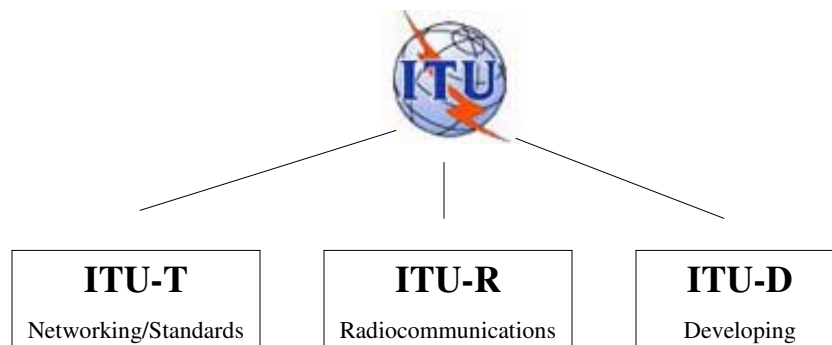 ITU
ITU-T
Networking/Standards
ITU-R
Radiocommunications
ITU-D
Developing